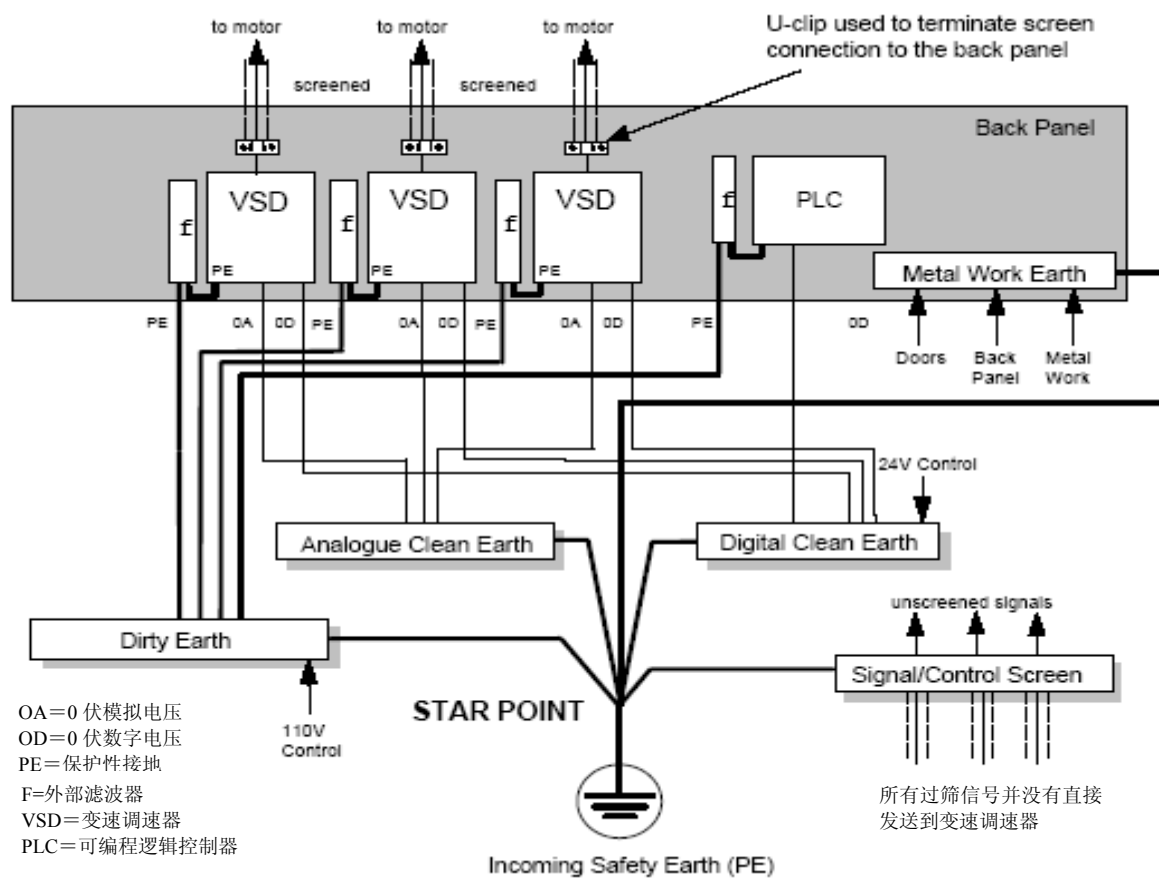 to motor
to motor
to motor
U-clip used to terminate screen
connection to the back panel
screened
screened
Back Panel
f
VSD
PE
f
VSD
PE
f
VSD
PE
f
PLC
Metal Work Earth
PE
0A
0D
PE
0A
0D
PE
0A
0D
PE
0D
Doors
Back
Panel
Metal
Work
24V Control
Analogue Clean Earth
Digital Clean Earth
unscreened signals
Dirty Earth
Signal/Control Screen
STAR POINT
110V
Control
OA=0 伏模拟电压
OD=0 伏数字电压
PE=保护性接地
F=外部滤波器
VSD=变速调速器
PLC=可编程逻辑控制器
所有过筛信号并没有直接
发送到变速调速器
Incoming Safety Earth (PE)